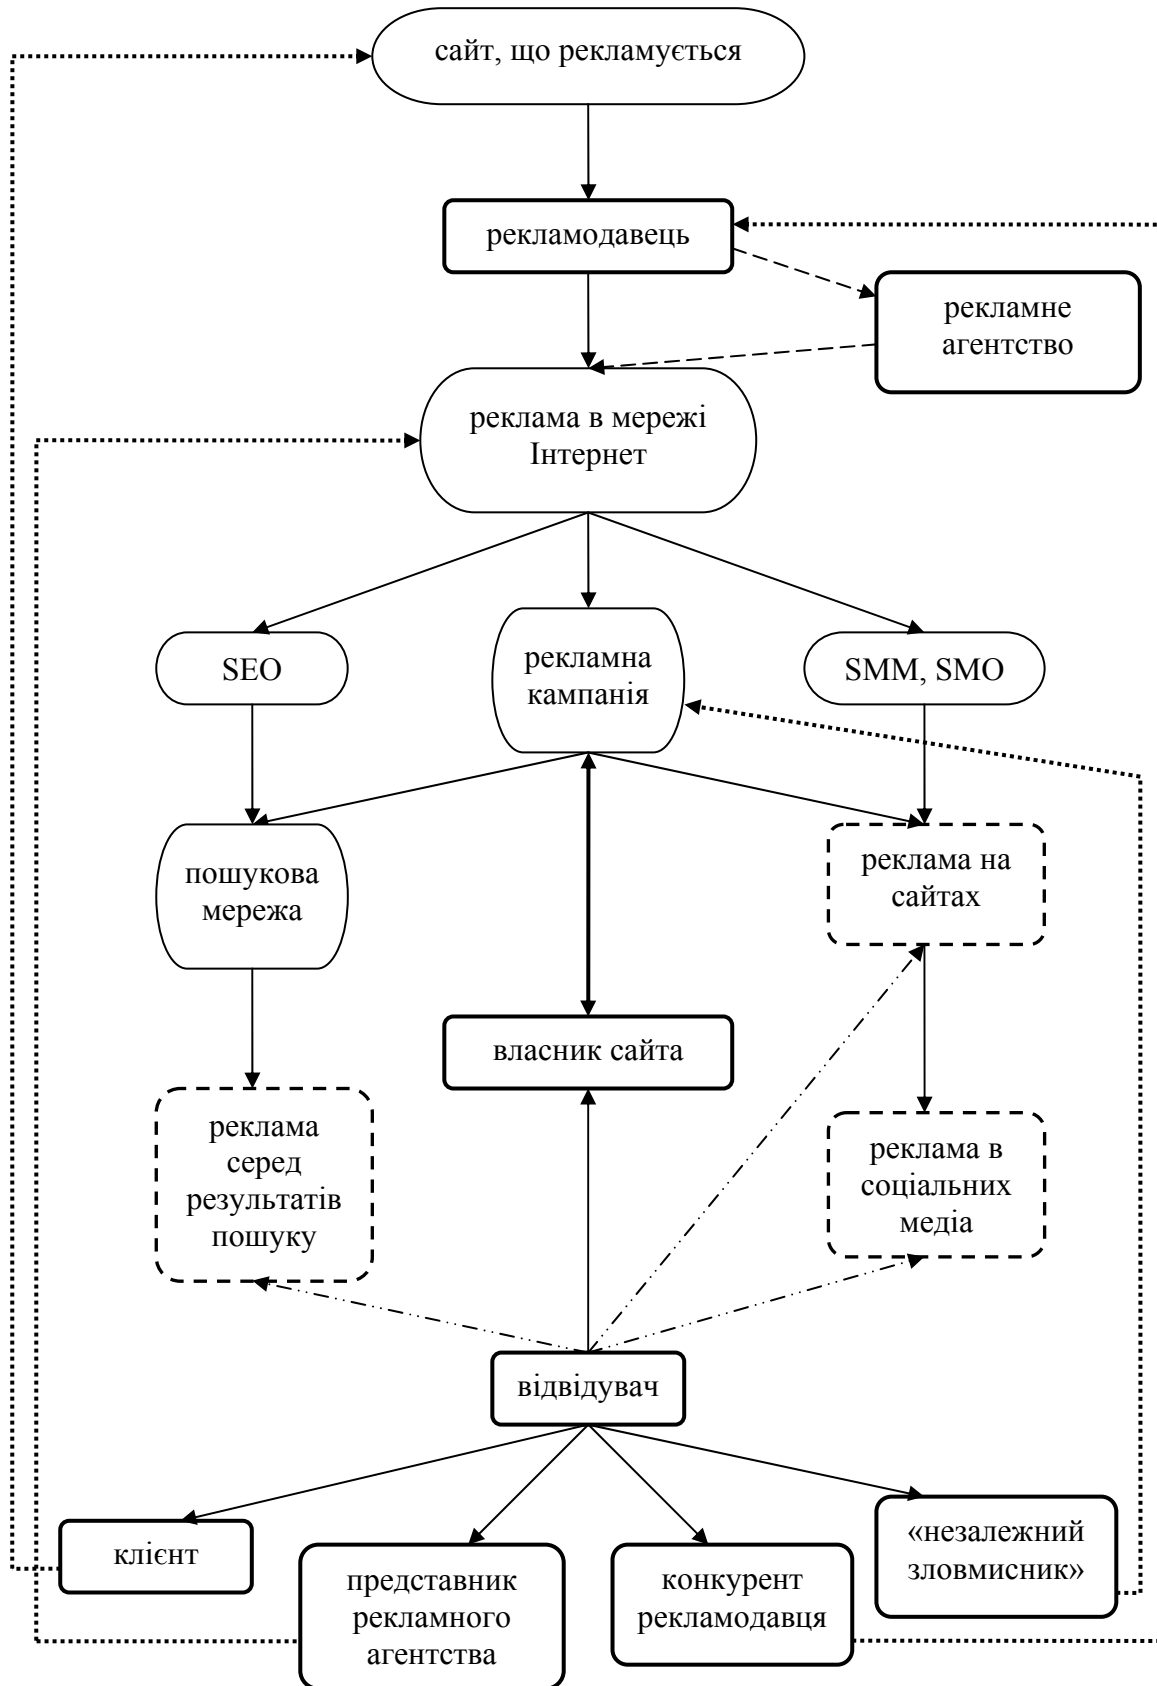 сайт, що рекламується
рекламодавець
рекламне
агентство
реклама в мережі
Інтернет
SEO
рекламна
кампанія
SMM, SMO
пошукова
мережа
реклама на
сайтах
власник сайта
реклама
серед
результатів
пошуку
реклама в
соціальних
медіа
відвідувач
клієнт
представник
рекламного
агентства
конкурент
рекламодавця
«незалежний
зловмисник»